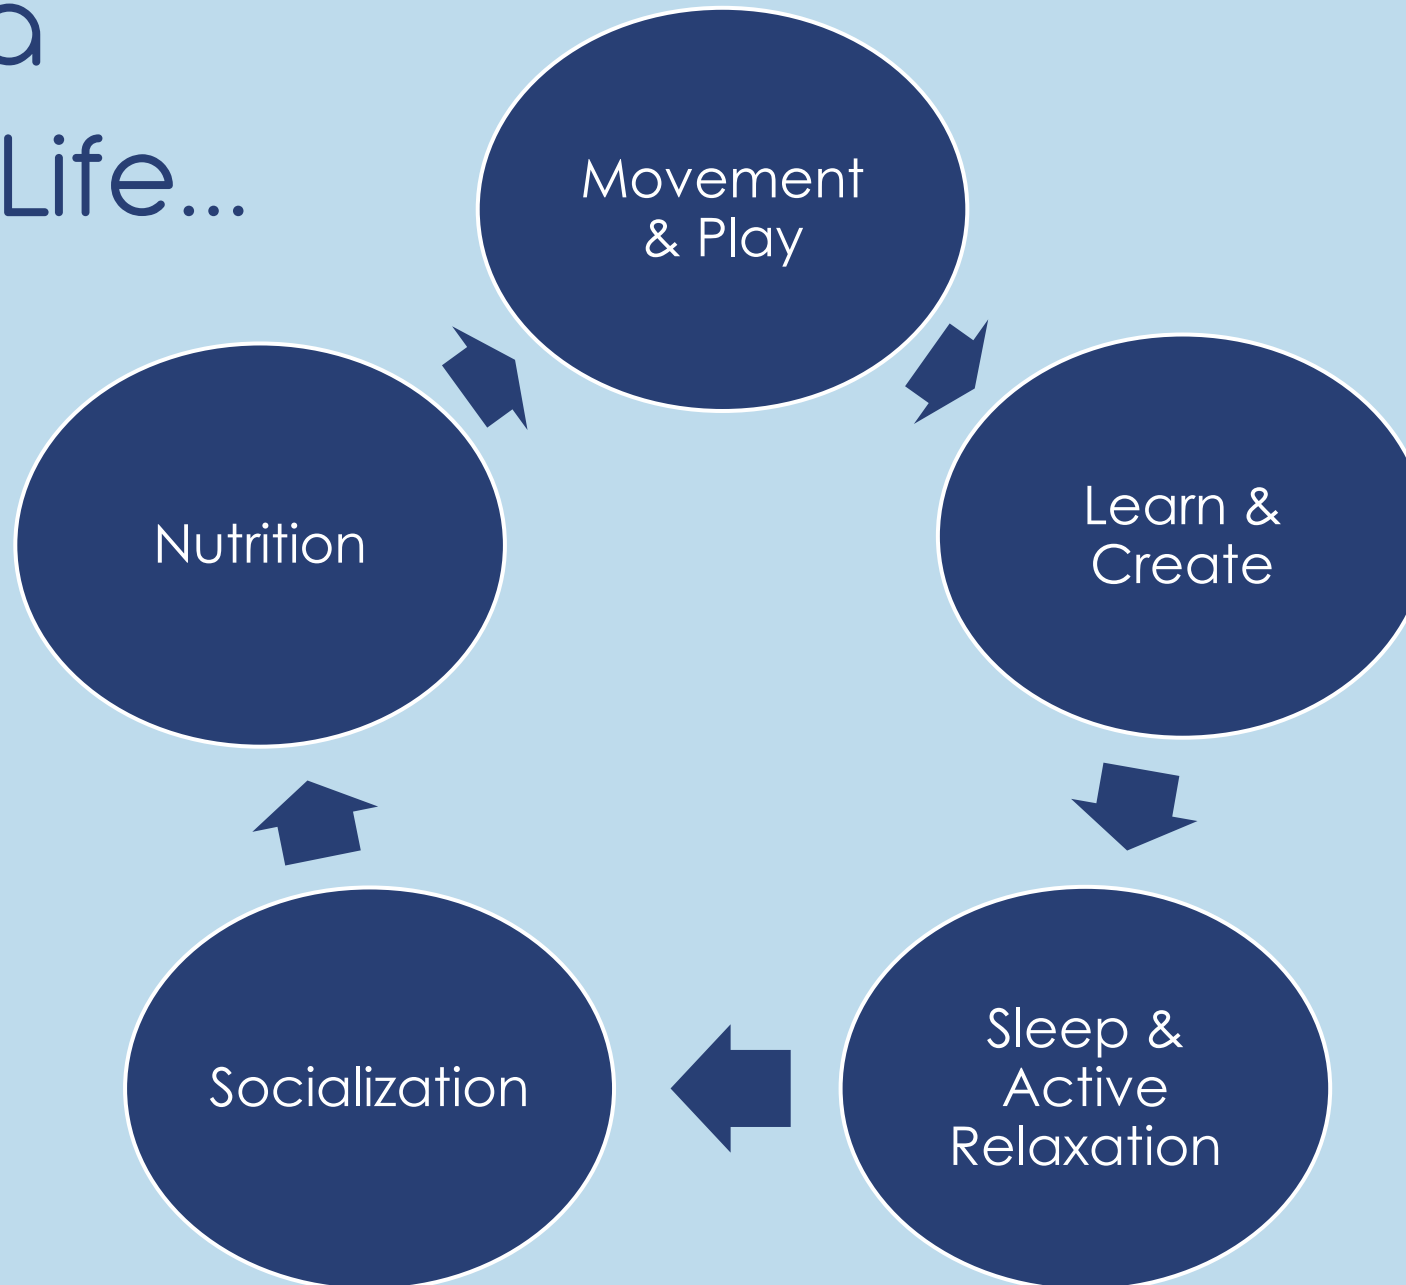 a
Life...
Movement
& Play
Learn &
Create
Sleep &
Active
Relaxation
Socialization
Nutrition